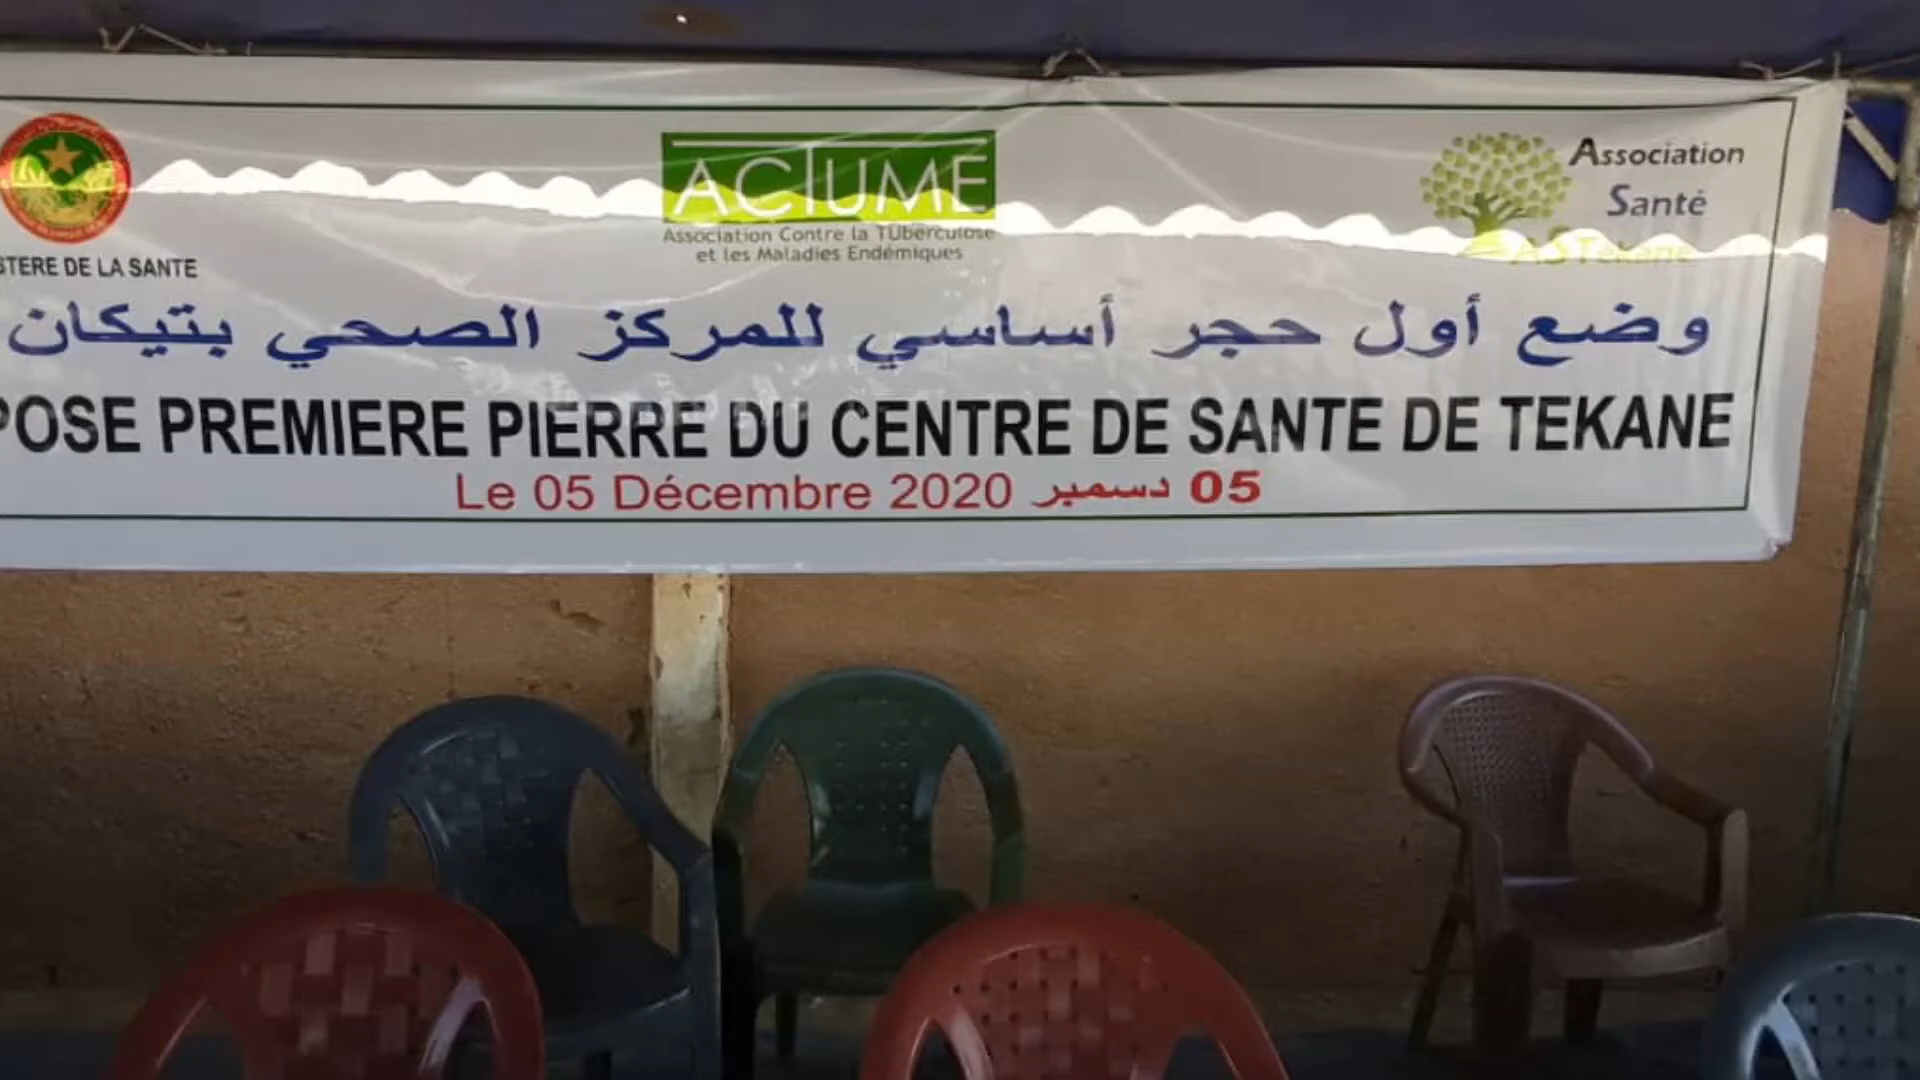 STERE DE LA SANTE
ACTUME
Association Contre la TUberculose
et les Maladies Endémiques
Association
Santé
ASTekane
وضع أول حجر أساسي للمركز الصحي بتيكان
POSE PREMIERE PIERRE DU CENTRE DE SANTE DE TEKANE
Le 05 Décembre 2020 05 دسمبر